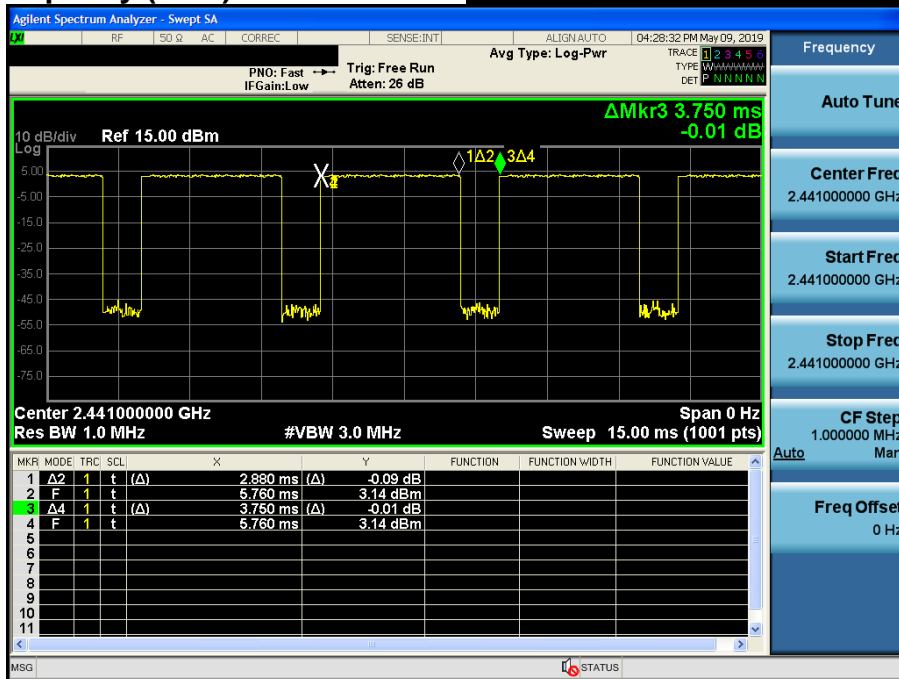 Agilent Spectrum Analyzer - Swept SA
LXI RF 50 Ω AC CORREC SENSE:INT ALIGN AUTO 04:28:32 PM May 09, 2019
Avg Type: Log-Pwr
TRACE 1 2 3 4 5 6
TYPE W
DET P N N N N N
PNO: Fast
IFGain:Low
Trig: Free Run
Atten: 26 dB
ΔMkr3 3.750 ms
-0.01 dB
10 dB/div Ref 15.00 dBm
Log
1Δ2 3Δ4
5.00
-5.00
-15.0
-25.0
-35.0
-45.0
-55.0
-65.0
-75.0
Center 2.441000000 GHz Span 0 Hz
Res BW 1.0 MHz #VBW 3.0 MHz Sweep 15.00 ms (1001 pts)
MKR MODE TRC SCL X Y FUNCTION FUNCTION WIDTH FUNCTION VALUE
1 Δ2 1 t (Δ) 2.880 ms (Δ) -0.09 dB
2 F 1 t 5.760 ms 3.14 dBm
3 Δ4 1 t (Δ) 3.750 ms (Δ) -0.01 dB
4 F 1 t 5.760 ms 3.14 dBm
5
6
7
8
9
10
11
MSG STATUS
Frequency
Auto Tune
Center Freq
2.441000000 GHz
Start Freq
2.441000000 GHz
Stop Freq
2.441000000 GHz
CF Step
1.000000 MHz
Auto Man
Freq Offset
0 Hz